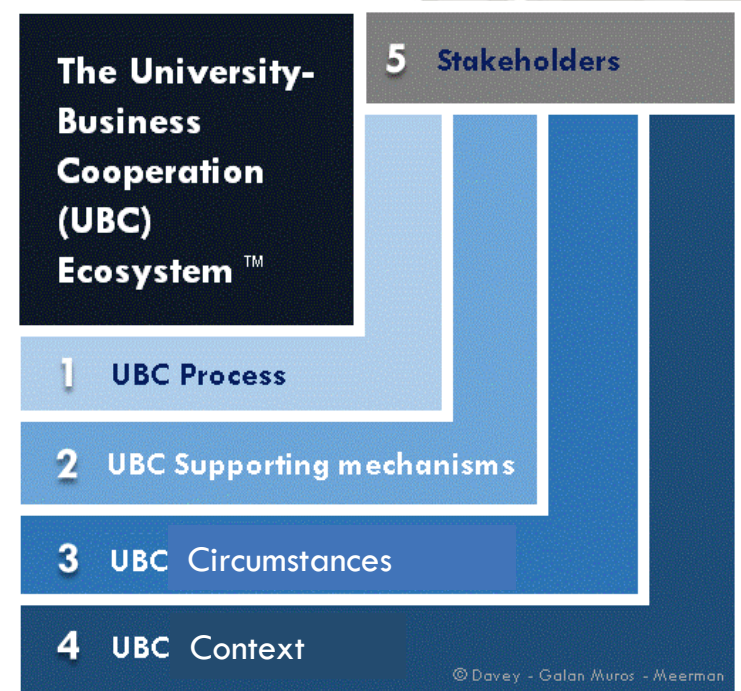 The University-
Business
Cooperation
(UBC)
Ecosystem ™
5 Stakeholders
1 UBC Process
2 UBC Supporting mechanisms
3 UBC Circumstances
4 UBC Context
© Davey - Galan Muros - Meerman